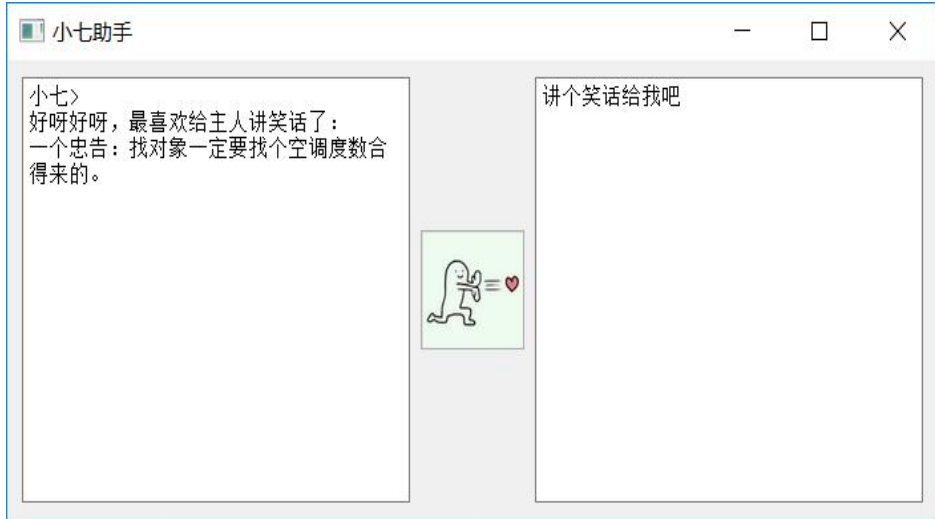 小七助手
小七>
好呀好呀，最喜欢给主人讲笑话了：
一个忠告：找对象一定要找个空调度数合
得来的。
讲个笑话给我吧